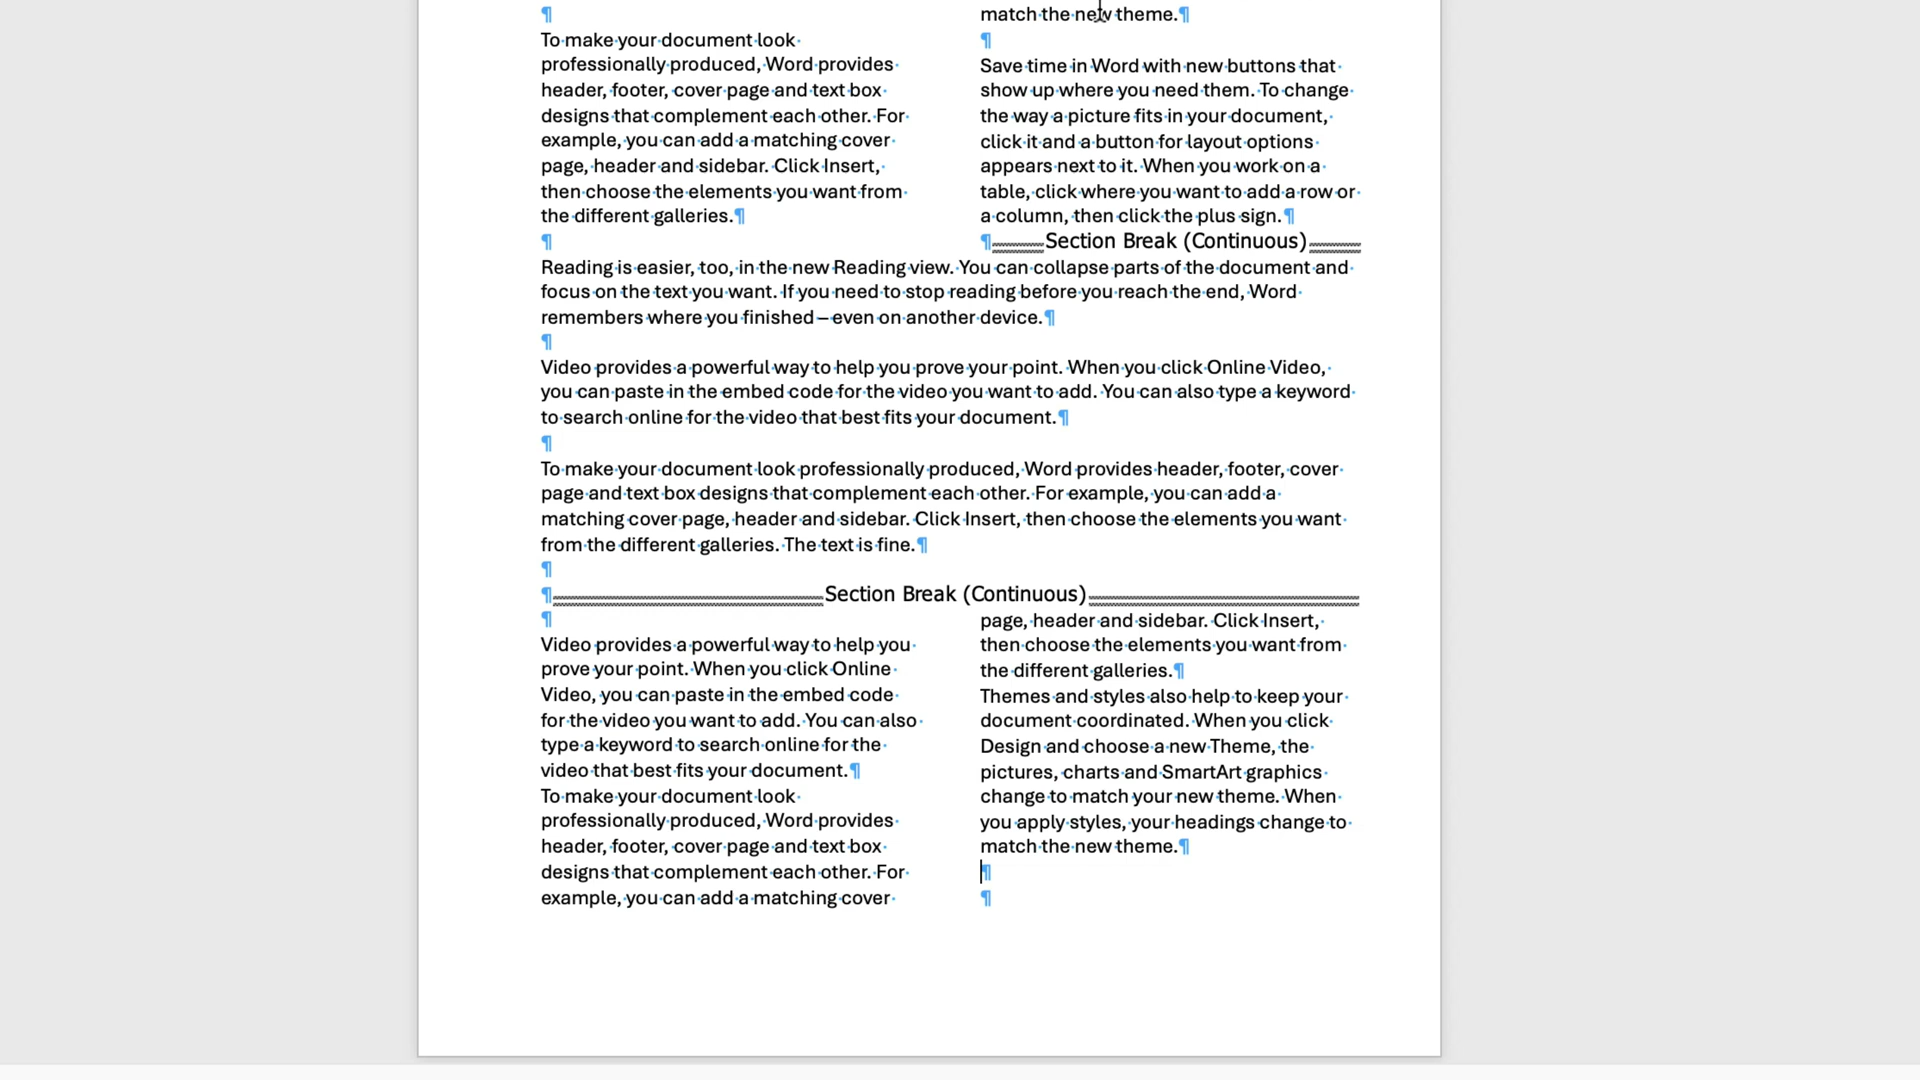 ¶
To make your document look
professionally produced, Word provides
header, footer, cover page and text box
designs that complement each other. For
example, you can add a matching cover
page, header and sidebar. Click Insert,
then choose the elements you want from
the different galleries.¶
¶
match the new theme.¶
¶
Save time in Word with new buttons that
show up where you need them. To change
the way a picture fits in your document,
click it and a button for layout options
appears next to it. When you work on a
table, click where you want to add a row or
a column, then click the plus sign.¶
¶Section Break (Continuous)
Reading is easier, too, in the new Reading view. You can collapse parts of the document and
focus on the text you want. If you need to stop reading before you reach the end, Word
remembers where you finished – even on another device.¶
¶
Video provides a powerful way to help you prove your point. When you click Online Video,
you can paste in the embed code for the video you want to add. You can also type a keyword
to search online for the video that best fits your document.¶
¶
To make your document look professionally produced, Word provides header, footer, cover
page and text box designs that complement each other. For example, you can add a
matching cover page, header and sidebar. Click Insert, then choose the elements you want
from the different galleries. The text is fine.¶
¶
¶Section Break (Continuous)
¶
Video provides a powerful way to help you
prove your point. When you click Online
Video, you can paste in the embed code
for the video you want to add. You can also
type a keyword to search online for the
video that best fits your document.¶
To make your document look
professionally produced, Word provides
header, footer, cover page and text box
designs that complement each other. For
example, you can add a matching cover
page, header and sidebar. Click Insert,
then choose the elements you want from
the different galleries.¶
Themes and styles also help to keep your
document coordinated. When you click
Design and choose a new Theme, the
pictures, charts and SmartArt graphics
change to match your new theme. When
you apply styles, your headings change to
match the new theme.¶
¶
¶